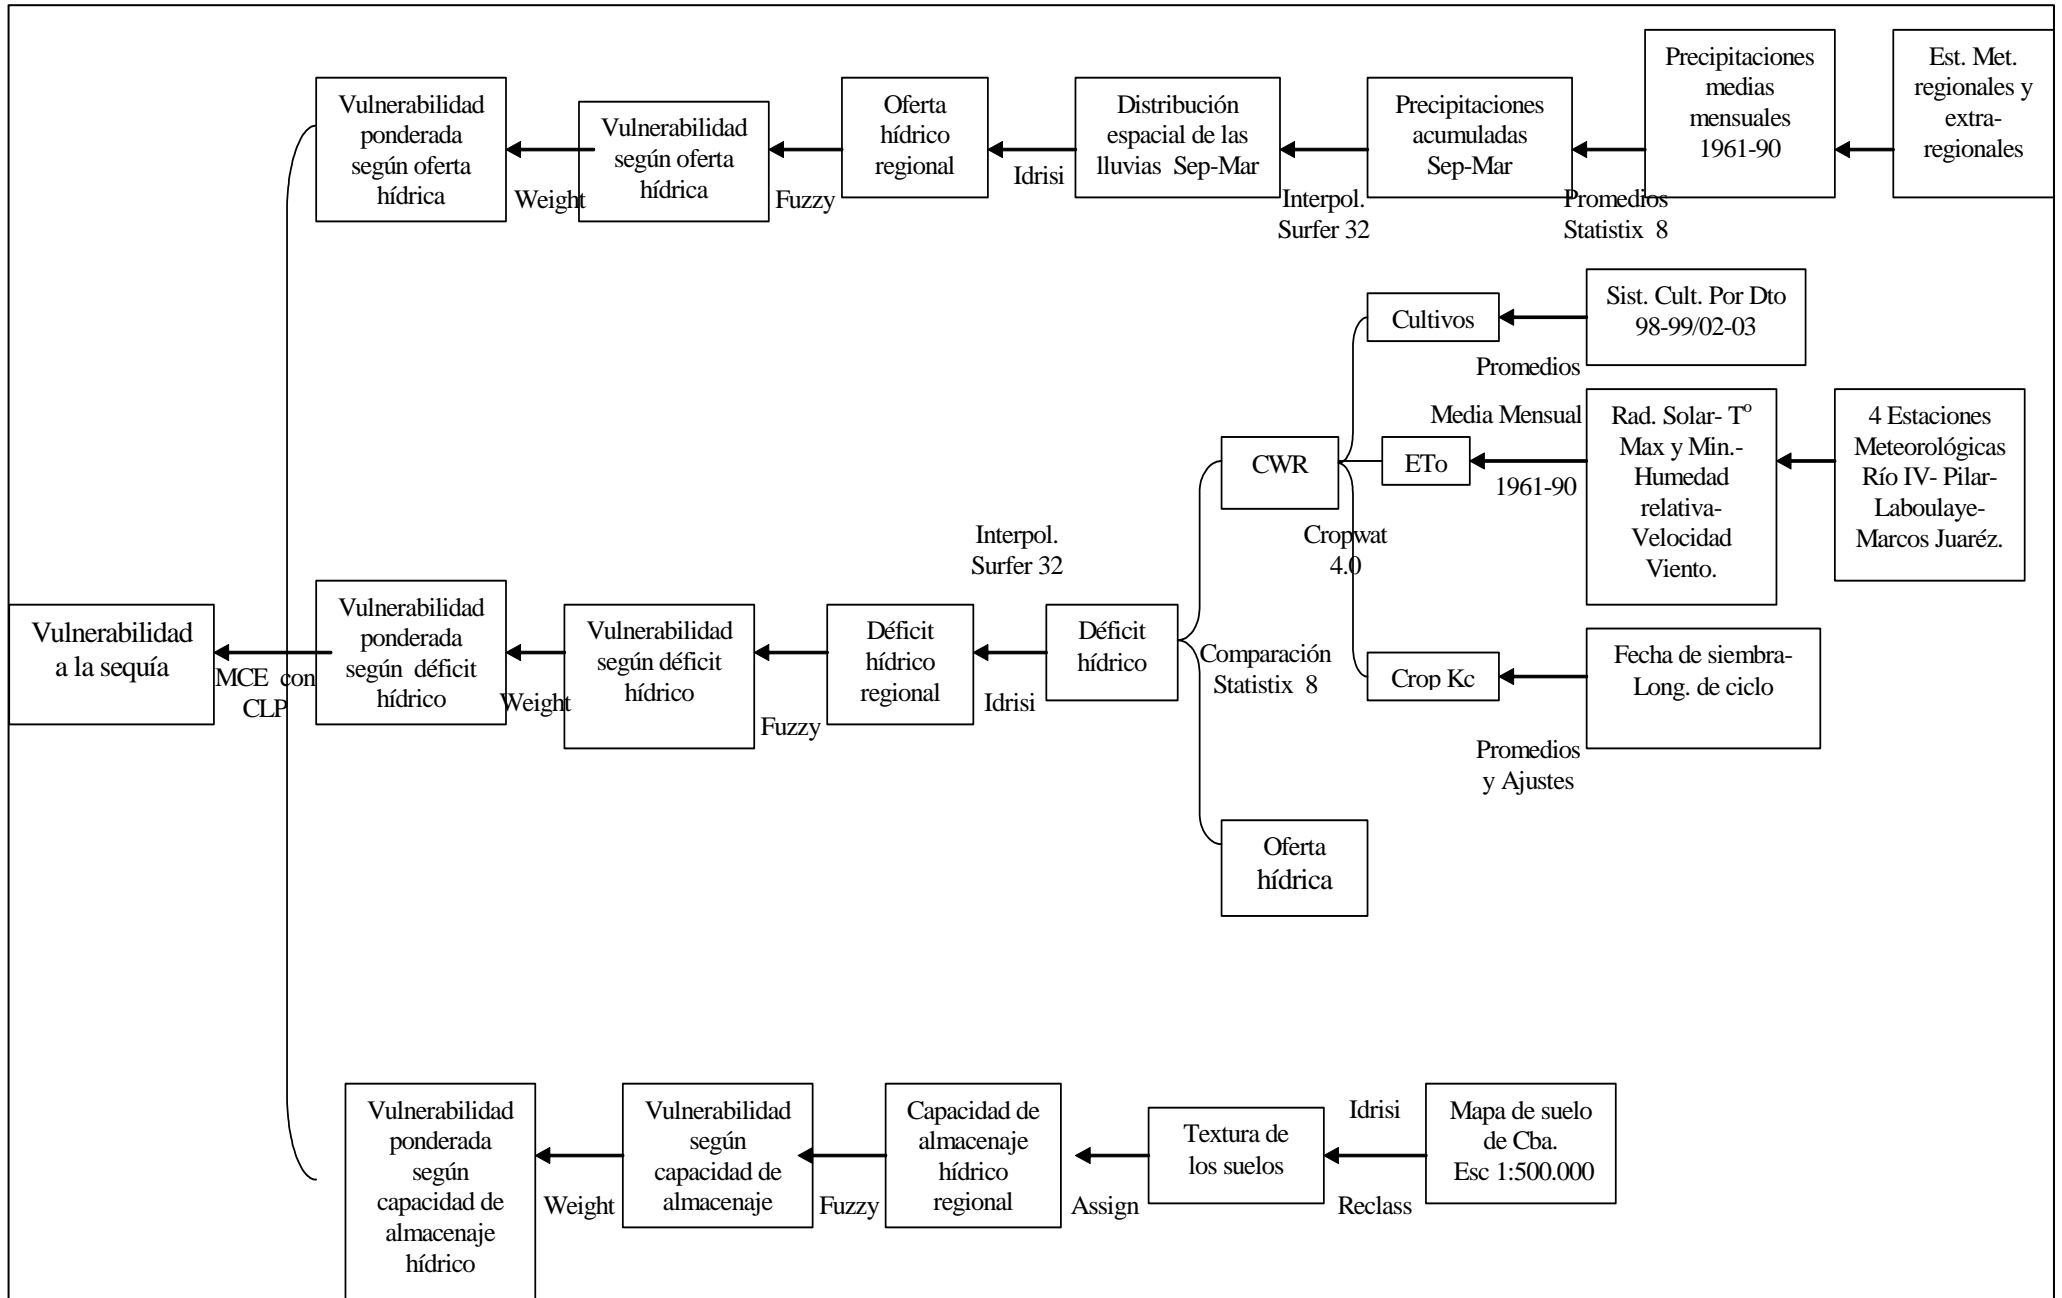 Vulnerabilidad
ponderada
según oferta
hídrica
Weight
Vulnerabilidad
según oferta
hídrica
Fuzzy
Oferta
hídrico
regional
Idrisi
Distribución
espacial de las
lluvias Sep-Mar
Interpol.
Surfer 32
Precipitaciones
acumuladas
Sep-Mar
Promedios
Statistix 8
Precipitaciones
medias
mensuales
1961-90
Est. Met.
regionales y
extra-
regionales
Cultivos
Promedios
Sist. Cult. Por Dto
98-99/02-03
CWR
Cropwat
4.0
ETo
Media Mensual
1961-90
Rad. Solar- Tº
Max y Min.-
Humedad
relativa-
Velocidad
Viento.
4 Estaciones
Meteorológicas
Río IV- Pilar-
Laboulaye-
Marcos Juaréz.
Vulnerabilidad
a la sequía
MCE con
CLP
Vulnerabilidad
ponderada
según déficit
hídrico
Weight
Vulnerabilidad
según déficit
hídrico
Fuzzy
Déficit
hídrico
regional
Idrisi
Interpol.
Surfer 32
Déficit
hídrico
Comparación
Statistix 8
Crop Kc
Promedios
y Ajustes
Fecha de siembra-
Long. de ciclo
Oferta
hídrica
Vulnerabilidad
ponderada
según
capacidad de
almacenaje
hídrico
Weight
Vulnerabilidad
según
capacidad de
almacenaje
Fuzzy
Capacidad de
almacenaje
hídrico
regional
Assign
Textura de
los suelos
Idrisi
Reclass
Mapa de suelo
de Cba.
Esc 1:500.000